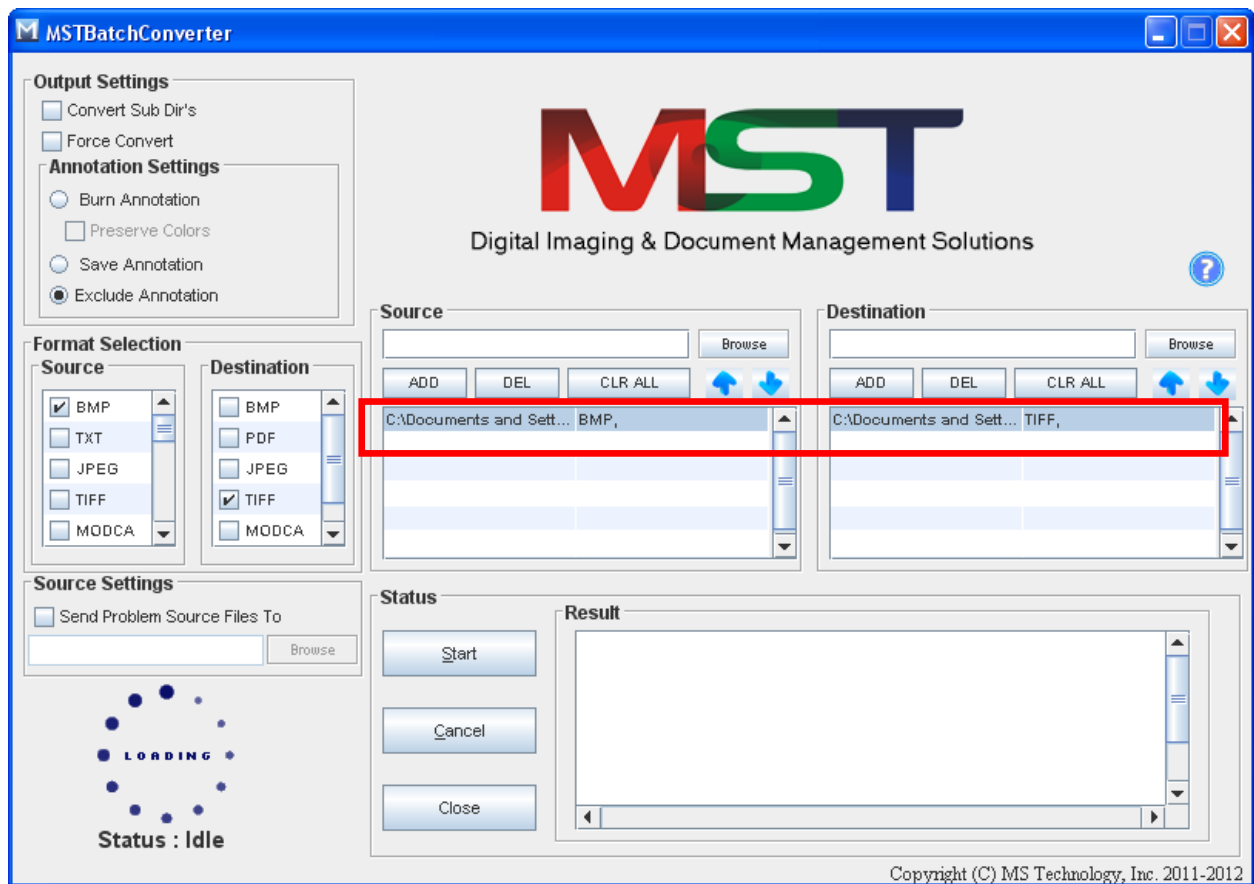 MSTBatchConverter
Output Settings
Convert Sub Dir's
Force Convert
Annotation Settings
Burn Annotation
Preserve Colors
Save Annotation
Exclude Annotation
MST
Digital Imaging & Document Management Solutions
?
Format Selection
Source
BMP
TXT
JPEG
TIFF
MODCA
Destination
BMP
PDF
JPEG
TIFF
MODCA
Source
Browse
ADD DEL CLR ALL
C:\Documents and Sett... BMP,
Destination
Browse
ADD DEL CLR ALL
C:\Documents and Sett... TIFF,
Source Settings
Send Problem Source Files To
Browse
LOADING
Status : Idle
Status
Start
Cancel
Close
Result
Copyright (C) MS Technology, Inc. 2011-2012